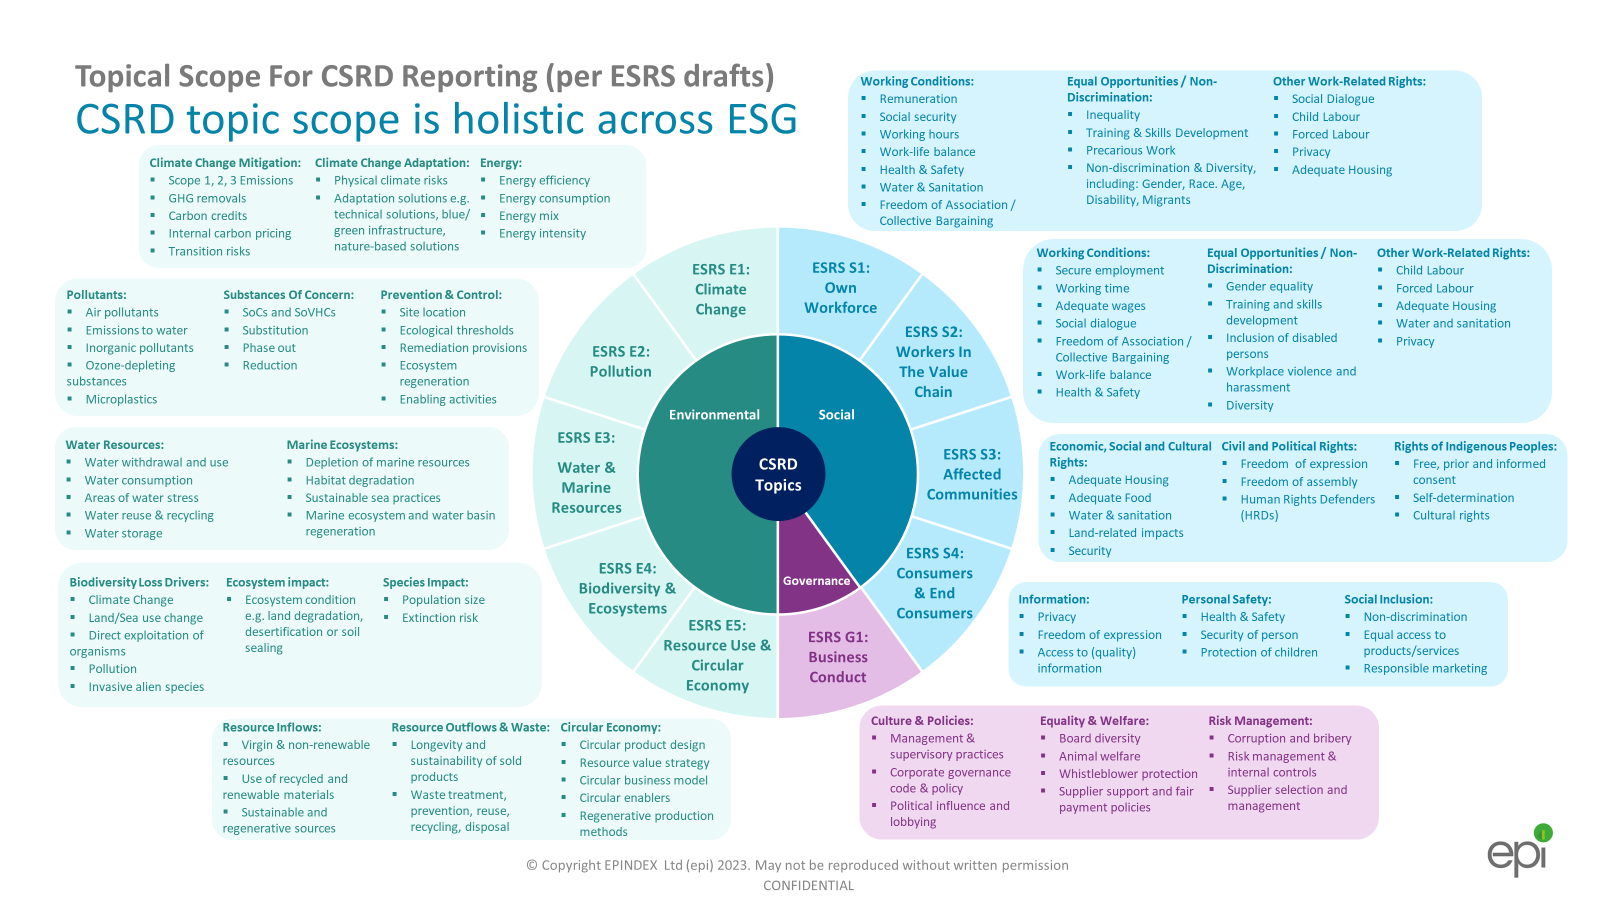 Topical Scope For CSRD Reporting (per ESRS drafts)
CSRD topic scope is holistic across ESG
Climate Change Mitigation:
▪ Scope 1, 2, 3 Emissions
▪ GHG removals
▪ Carbon credits
▪ Internal carbon pricing
▪ Transition risks
Climate Change Adaptation:
▪ Physical climate risks
▪ Adaptation solutions e.g.
technical solutions, blue/
green infrastructure,
nature-based solutions
Energy:
▪ Energy efficiency
▪ Energy consumption
▪ Energy mix
▪ Energy intensity
Pollutants:
▪ Air pollutants
▪ Emissions to water
▪ Inorganic pollutants
▪ Ozone-depleting
substances
▪ Microplastics
Substances Of Concern:
▪ SoCs and SoVHCs
▪ Substitution
▪ Phase out
▪ Reduction
Prevention & Control:
▪ Site location
▪ Ecological thresholds
▪ Remediation provisions
▪ Ecosystem
regeneration
▪ Enabling activities
Water Resources:
▪ Water withdrawal and use
▪ Water consumption
▪ Areas of water stress
▪ Water reuse & recycling
▪ Water storage
Marine Ecosystems:
▪ Depletion of marine resources
▪ Habitat degradation
▪ Sustainable sea practices
▪ Marine ecosystem and water basin
regeneration
Biodiversity Loss Drivers:
▪ Climate Change
▪ Land/Sea use change
▪ Direct exploitation of
organisms
▪ Pollution
▪ Invasive alien species
Ecosystem impact:
▪ Ecosystem condition
e.g. land degradation,
desertification or soil
sealing
Species Impact:
▪ Population size
▪ Extinction risk
Resource Inflows:
▪ Virgin & non-renewable
resources
▪ Use of recycled and
renewable materials
▪ Sustainable and
regenerative sources
Resource Outflows & Waste:
▪ Longevity and
sustainability of sold
products
▪ Waste treatment,
prevention, reuse,
recycling, disposal
Circular Economy:
▪ Circular product design
▪ Resource value strategy
▪ Circular business model
▪ Circular enablers
▪ Regenerative production
methods
ESRS E1:
Climate
Change
ESRS E2:
Pollution
ESRS E3:
Water &
Marine
Resources
ESRS E4:
Biodiversity &
Ecosystems
ESRS E5:
Resource Use &
Circular
Economy
Environmental
Social
CSRD
Topics
Governance
ESRS S1:
Own
Workforce
ESRS S2:
Workers In
The Value
Chain
ESRS S3:
Affected
Communities
ESRS S4:
Consumers
& End
Consumers
ESRS G1:
Business
Conduct
Working Conditions:
▪ Remuneration
▪ Social security
▪ Working hours
▪ Work-life balance
▪ Health & Safety
▪ Water & Sanitation
▪ Freedom of Association /
Collective Bargaining
Equal Opportunities / Non-
Discrimination:
▪ Inequality
▪ Training & Skills Development
▪ Precarious Work
▪ Non-discrimination & Diversity,
including: Gender, Race. Age,
Disability, Migrants
Other Work-Related Rights:
▪ Social Dialogue
▪ Child Labour
▪ Forced Labour
▪ Privacy
▪ Adequate Housing
Working Conditions:
▪ Secure employment
▪ Working time
▪ Adequate wages
▪ Social dialogue
▪ Freedom of Association /
Collective Bargaining
▪ Work-life balance
▪ Health & Safety
Equal Opportunities / Non-
Discrimination:
▪ Gender equality
▪ Training and skills
development
▪ Inclusion of disabled
persons
▪ Workplace violence and
harassment
▪ Diversity
Other Work-Related Rights:
▪ Child Labour
▪ Forced Labour
▪ Adequate Housing
▪ Water and sanitation
▪ Privacy
Economic, Social and Cultural
Rights:
▪ Adequate Housing
▪ Adequate Food
▪ Water & sanitation
▪ Land-related impacts
▪ Security
Civil and Political Rights:
▪ Freedom of expression
▪ Freedom of assembly
▪ Human Rights Defenders
(HRDs)
Rights of Indigenous Peoples:
▪ Free, prior and informed
consent
▪ Self-determination
▪ Cultural rights
Information:
▪ Privacy
▪ Freedom of expression
▪ Access to (quality)
information
Personal Safety:
▪ Health & Safety
▪ Security of person
▪ Protection of children
Social Inclusion:
▪ Non-discrimination
▪ Equal access to
products/services
▪ Responsible marketing
Culture & Policies:
▪ Management &
supervisory practices
▪ Corporate governance
code & policy
▪ Political influence and
lobbying
Equality & Welfare:
▪ Board diversity
▪ Animal welfare
▪ Whistleblower protection
▪ Supplier support and fair
payment policies
Risk Management:
▪ Corruption and bribery
▪ Risk management &
internal controls
▪ Supplier selection and
management
© Copyright EPINDEX Ltd (epi) 2023. May not be reproduced without written permission
CONFIDENTIAL
epi